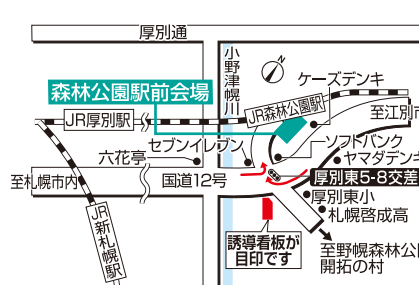 厚別通
小野津幌川
ケーズデンキ
森林公園駅前会場
JR森林公園駅
至江別市
JR厚別駅
セブンイレブン
ソフトバンク
ヤマダデンキ
六花亭
至札幌市内
国道12号
厚別東5-8交差
厚別東小
札幌啓成高
JR新札幌駅
誘導看板が
目印です
至野幌森林公
開拓の村